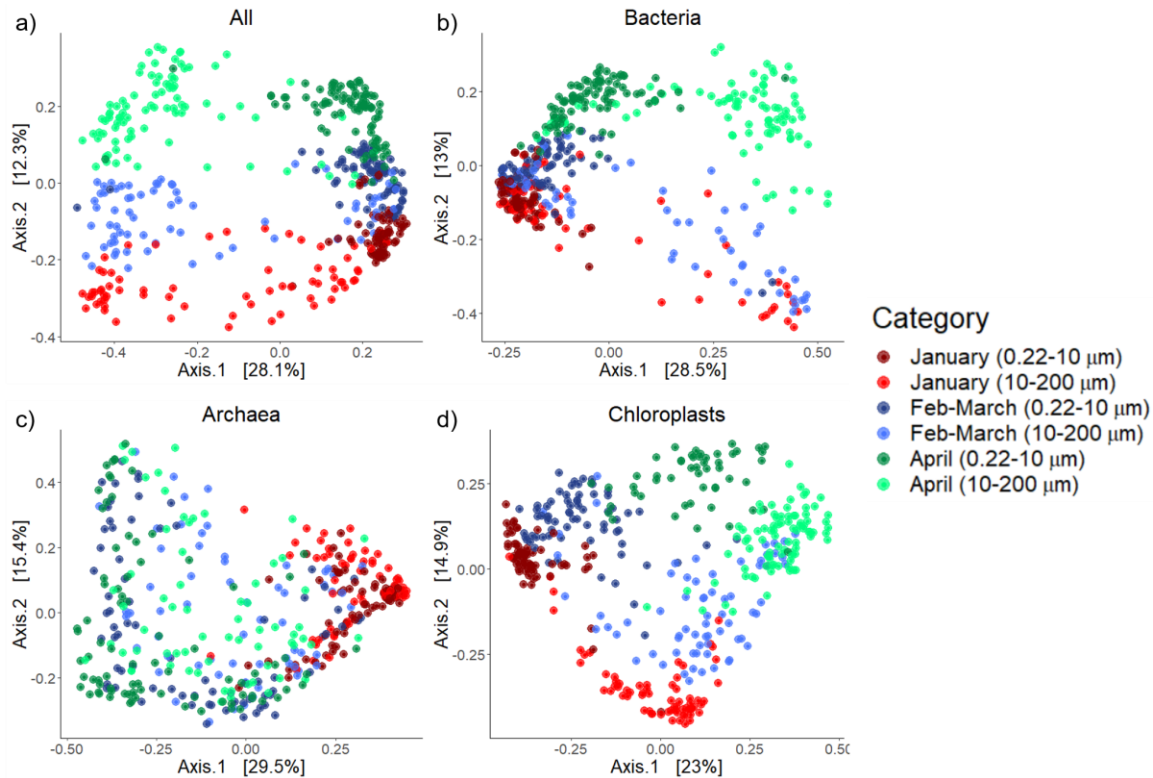 a) All
0.2
0.0
-0.2
-0.4
Axis.2 [12.3%]
-0.4 -0.2 0.0 0.2
Axis.1 [28.1%]
b) Bacteria
0.2
0.0
-0.2
-0.4
Axis.2 [13%]
-0.25 0.00 0.25 0.50
Axis.1 [28.5%]
c) Archaea
0.4
0.2
0.0
-0.2
Axis.2 [15.4%]
-0.50 -0.25 0.00 0.25
Axis.1 [29.5%]
d) Chloroplasts
0.25
0.00
-0.25
Axis.2 [14.9%]
-0.25 0.00 0.25 0.50
Axis.1 [23%]
Category
January (0.22-10 μm)
January (10-200 μm)
Feb-March (0.22-10 μm)
Feb-March (10-200 μm)
April (0.22-10 μm)
April (10-200 μm)